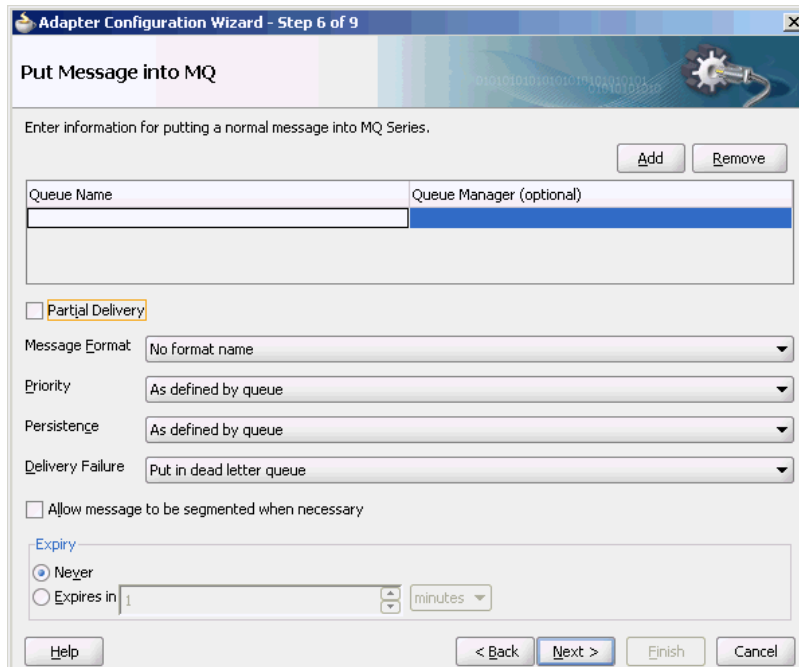 Adapter Configuration Wizard - Step 6 of 9
Put Message into MQ
Enter information for putting a normal message into MQ Series.
Add Remove
Queue Name Queue Manager (optional)
Partial Delivery
Message Format No format name
Priority As defined by queue
Persistence As defined by queue
Delivery Failure Put in dead letter queue
Allow message to be segmented when necessary
Expiry
Never
Expires in 1 minutes
Help < Back Next > Finish Cancel